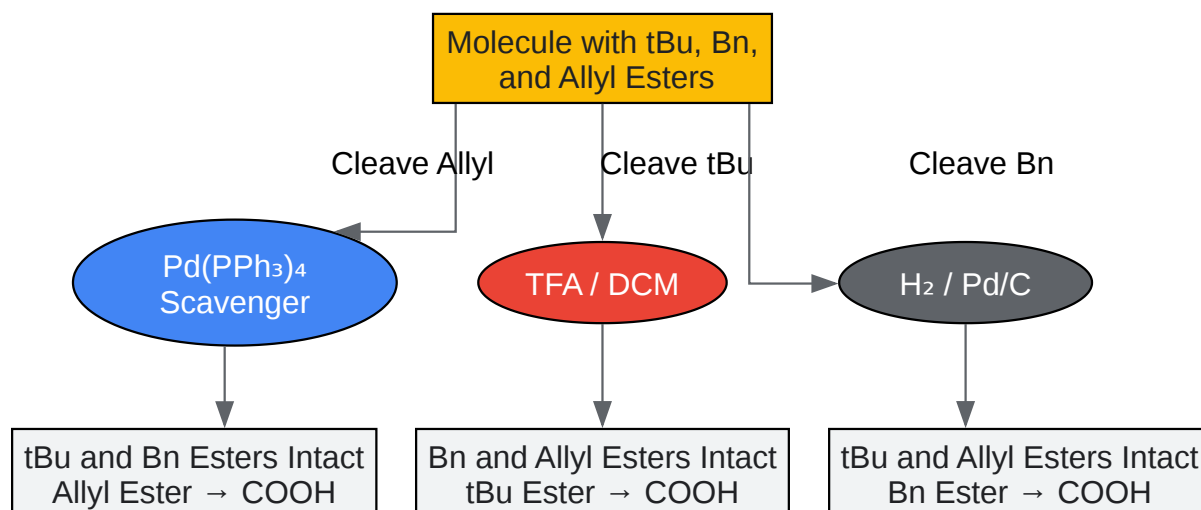 Molecule with tBu, Bn,
and Allyl Esters
Cleave Allyl
Cleave tBu
Cleave Bn
Pd(PPh₃)₄
Scavenger
TFA / DCM
H₂ / Pd/C
tBu and Bn Esters Intact
Allyl Ester → COOH
Bn and Allyl Esters Intact
tBu Ester → COOH
tBu and Allyl Esters Intact
Bn Ester → COOH